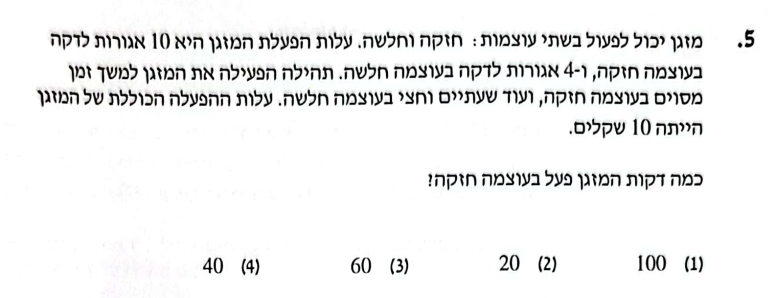 5. מזגן יכול לפעול בשתי עוצמות: חזקה וחלשה. עלות הפעלת המזגן היא 10 אגורות לדקה
בעוצמה חזקה, ו-4 אגורות לדקה בעוצמה חלשה. תהילה הפעילה את המזגן למשך זמן
מסוים בעוצמה חזקה, ועוד שעתיים וחצי בעוצמה חלשה. עלות ההפעלה הכוללת של המזגן
הייתה 10 שקלים.
כמה דקות המזגן פעל בעוצמה חזקה?
(1) 100 (2) 20 (3) 60 (4) 40